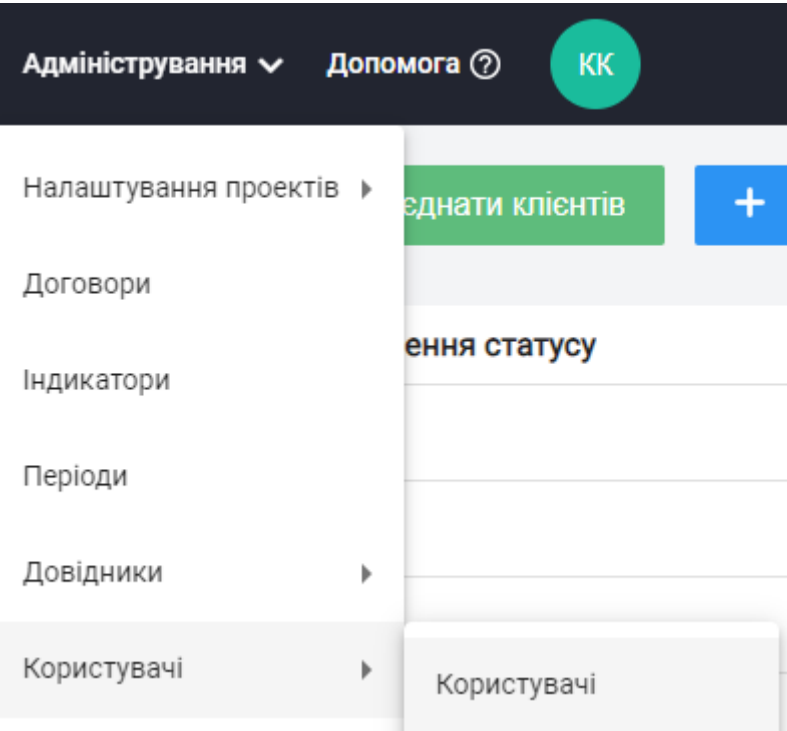 Адміністрування Допомога КК
Налаштування проектів
єднати клієнтів
Договори
ення статусу
Індикатори
Періоди
Довідники
Користувачі
Користувачі